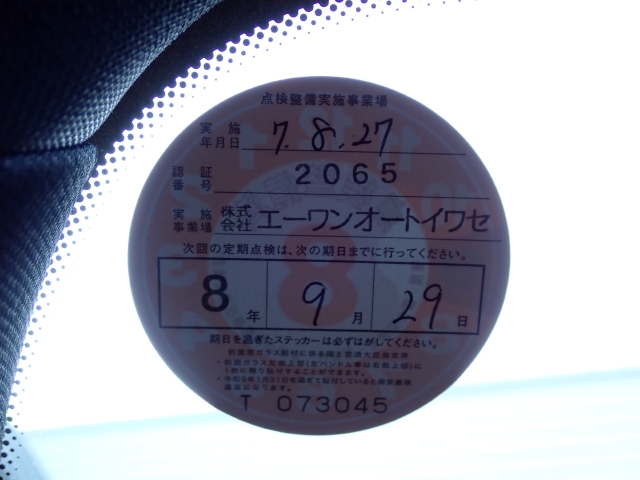 点検整備実施事業場
実施年月日 7.8.27
認証番号 2065
実施事業場 株式会社 エーワンオートイワセ
次回の定期点検は、次の期日までに行ってください。
8年 9月 29日
期日を過ぎたステッカーは必ずはがしてください。
T 073045